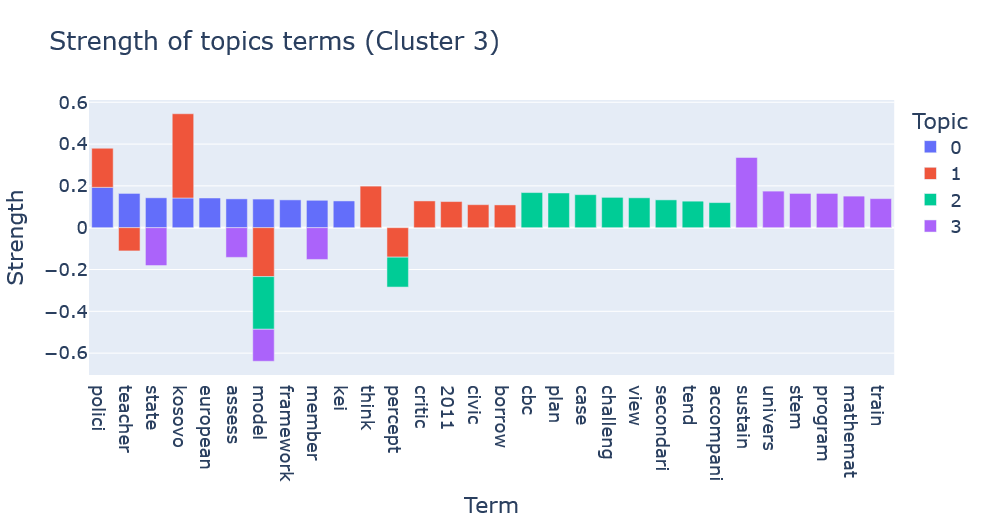 Strength of topics terms (Cluster 3)
Topic
0
1
2
3
Strength
0.6
0.4
0.2
0
−0.2
−0.4
−0.6
polici
teacher
state
kosovo
european
assess
model
framework
member
kei
think
percept
critic
2011
civic
borrow
cbc
plan
case
challeng
view
secondari
tend
accompani
sustain
univers
stem
program
mathemat
train
Term